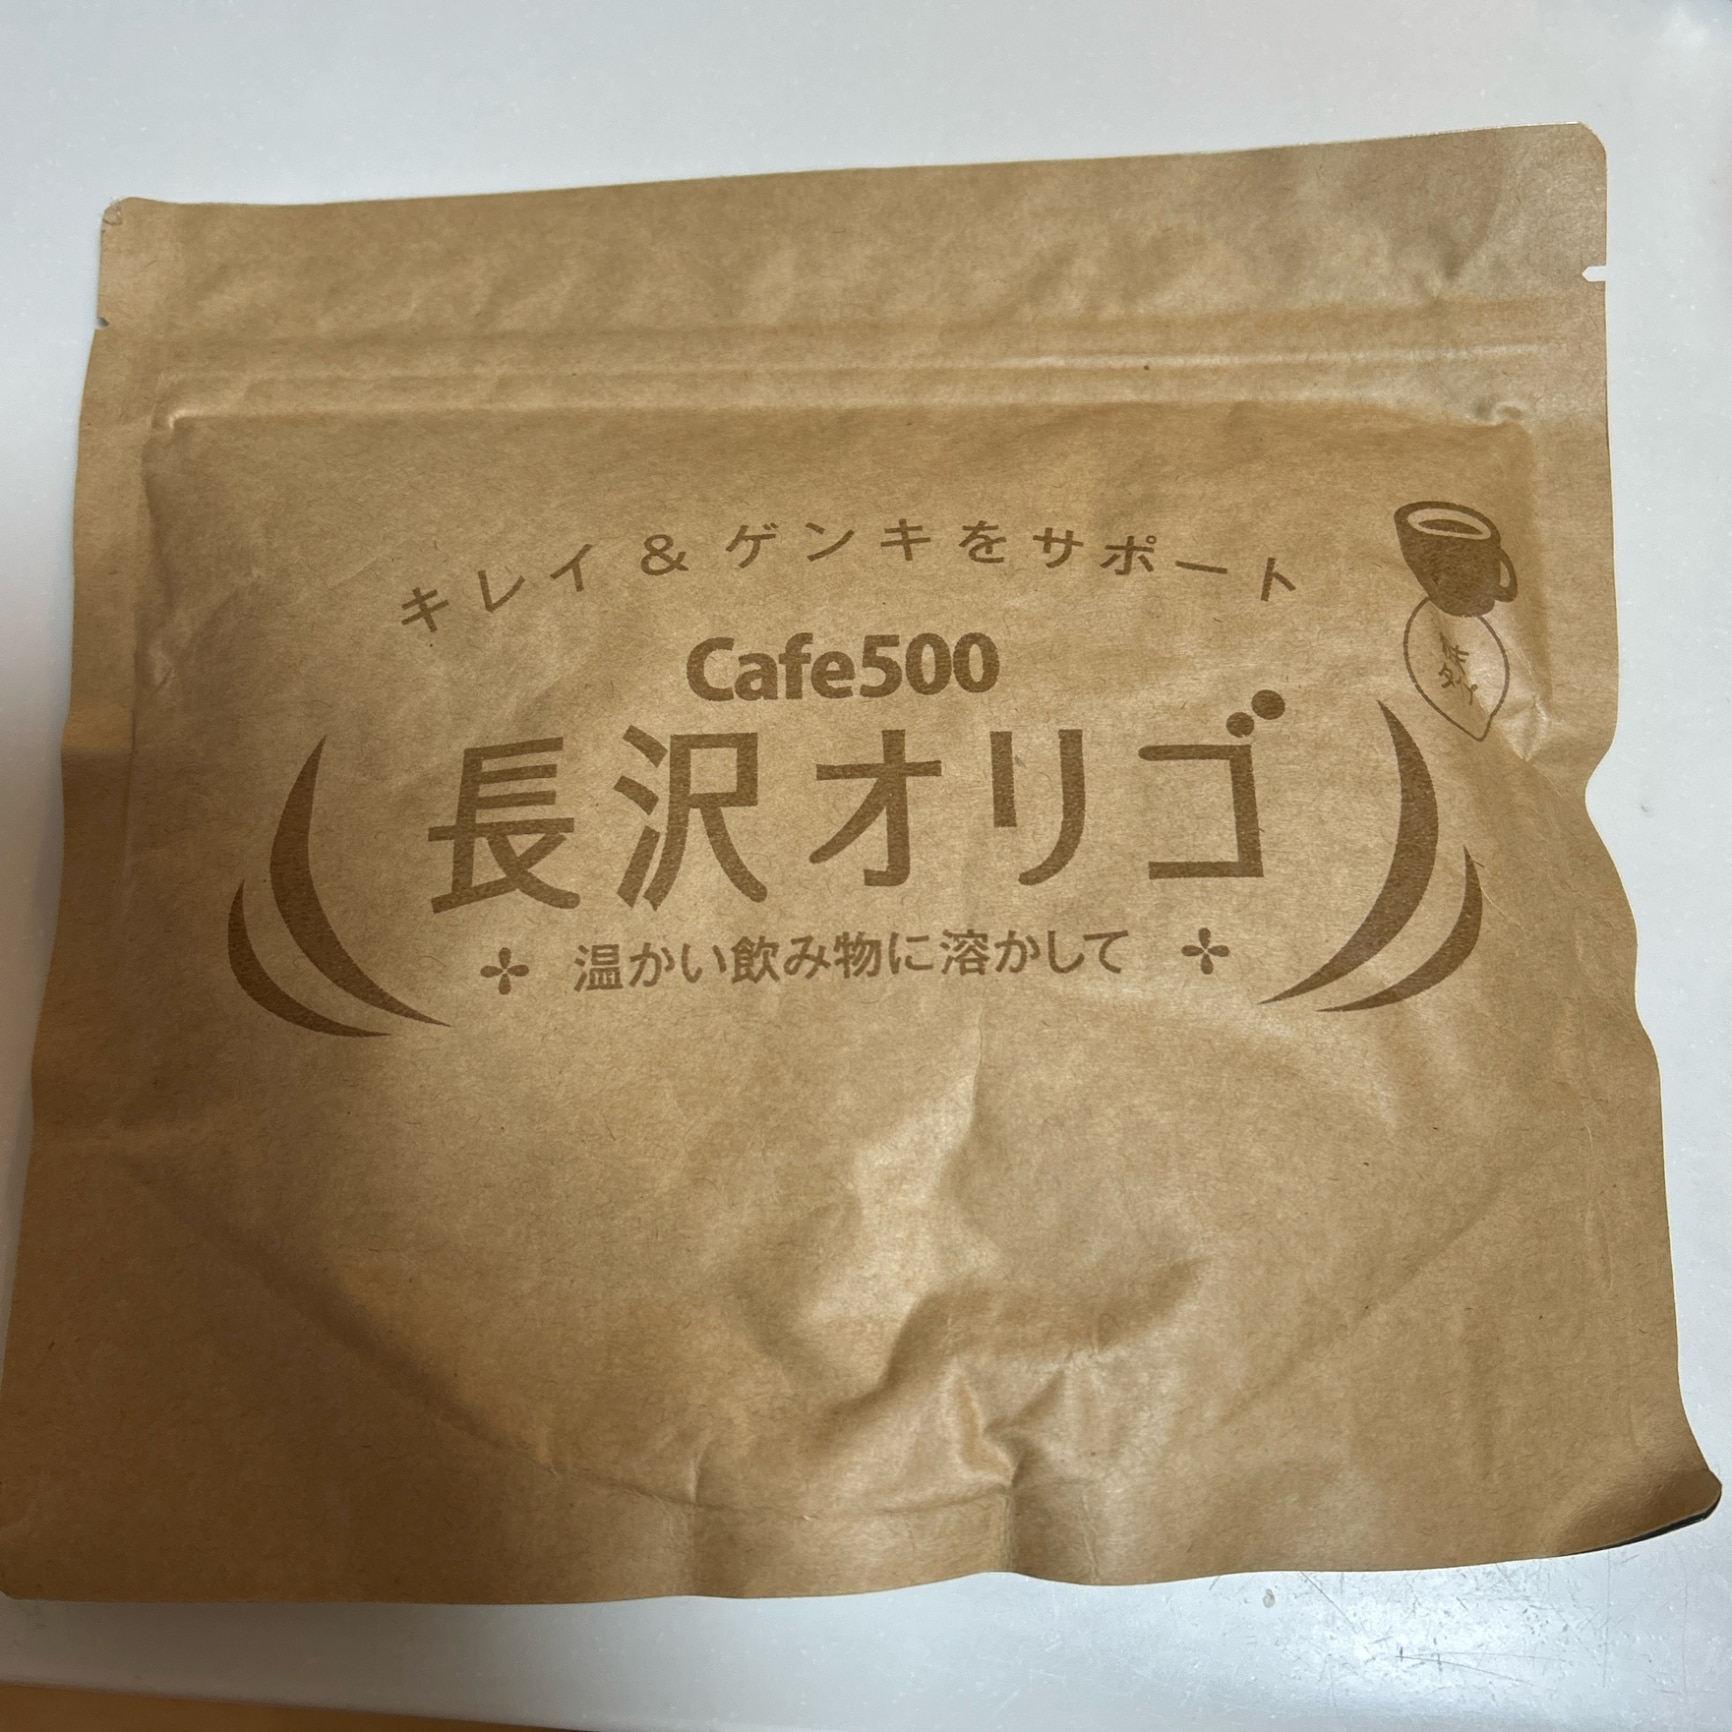 キレイ&ゲンキをサポート
Cafe500
長沢オリゴ
温かい飲み物に溶かして